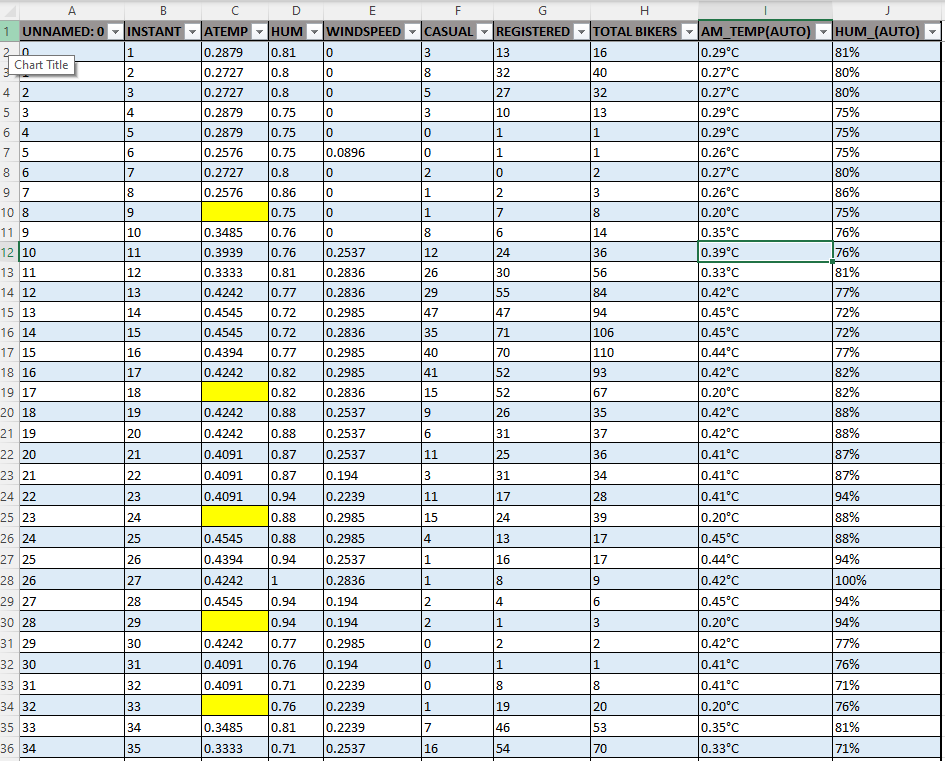 A B C D E F G H I J
1 UNNAMED: 0 INSTANT ATEMP HUM WINDSPEED CASUAL REGISTERED TOTAL BIKERS AM_TEMP(AUTO) HUM_(AUTO)
2 0 1 0.2879 0.81 0 3 13 16 0.29°C 81%
Chart Title
3 2 0.2727 0.8 0 8 32 40 0.27°C 80%
4 2 3 0.2727 0.8 0 5 27 32 0.27°C 80%
5 3 4 0.2879 0.75 0 3 10 13 0.29°C 75%
6 4 5 0.2879 0.75 0 0 1 1 0.29°C 75%
7 5 6 0.2576 0.75 0.0896 0 1 1 0.26°C 75%
8 6 7 0.2727 0.8 0 2 0 2 0.27°C 80%
9 7 8 0.2576 0.86 0 1 2 3 0.26°C 86%
10 8 9 0.75 0 1 7 8 0.20°C 75%
11 9 10 0.3485 0.76 0 8 6 14 0.35°C 76%
12 10 11 0.3939 0.76 0.2537 12 24 36 0.39°C 76%
13 11 12 0.3333 0.81 0.2836 26 30 56 0.33°C 81%
14 12 13 0.4242 0.77 0.2836 29 55 84 0.42°C 77%
15 13 14 0.4545 0.72 0.2985 47 47 94 0.45°C 72%
16 14 15 0.4545 0.72 0.2836 35 71 106 0.45°C 72%
17 15 16 0.4394 0.77 0.2985 40 70 110 0.44°C 77%
18 16 17 0.4242 0.82 0.2985 41 52 93 0.42°C 82%
19 17 18 0.82 0.2836 15 52 67 0.20°C 82%
20 18 19 0.4242 0.88 0.2537 9 26 35 0.42°C 88%
21 19 20 0.4242 0.88 0.2537 6 31 37 0.42°C 88%
22 20 21 0.4091 0.87 0.2537 11 25 36 0.41°C 87%
23 21 22 0.4091 0.87 0.194 3 31 34 0.41°C 87%
24 22 23 0.4091 0.94 0.2239 11 17 28 0.41°C 94%
25 23 24 0.88 0.2985 15 24 39 0.20°C 88%
26 24 25 0.4545 0.88 0.2985 4 13 17 0.45°C 88%
27 25 26 0.4394 0.94 0.2537 1 16 17 0.44°C 94%
28 26 27 0.4242 1 0.2836 1 8 9 0.42°C 100%
29 27 28 0.4545 0.94 0.194 2 4 6 0.45°C 94%
30 28 29 0.94 0.194 2 1 3 0.20°C 94%
31 29 30 0.4242 0.77 0.2985 0 2 2 0.42°C 77%
32 30 31 0.4091 0.76 0.194 0 1 1 0.41°C 76%
33 31 32 0.4091 0.71 0.2239 0 8 8 0.41°C 71%
34 32 33 0.76 0.2239 1 19 20 0.20°C 76%
35 33 34 0.3485 0.81 0.2239 7 46 53 0.35°C 81%
36 34 35 0.3333 0.71 0.2537 16 54 70 0.33°C 71%